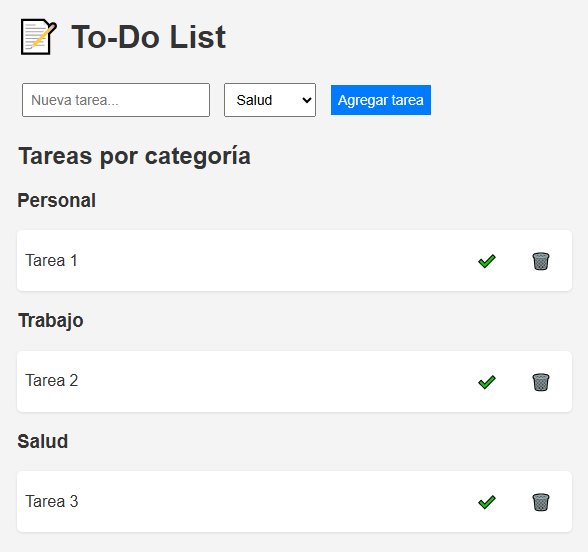 To-Do List
Nueva tarea... Salud Agregar tarea
Tareas por categoría
Personal
Tarea 1
Trabajo
Tarea 2
Salud
Tarea 3